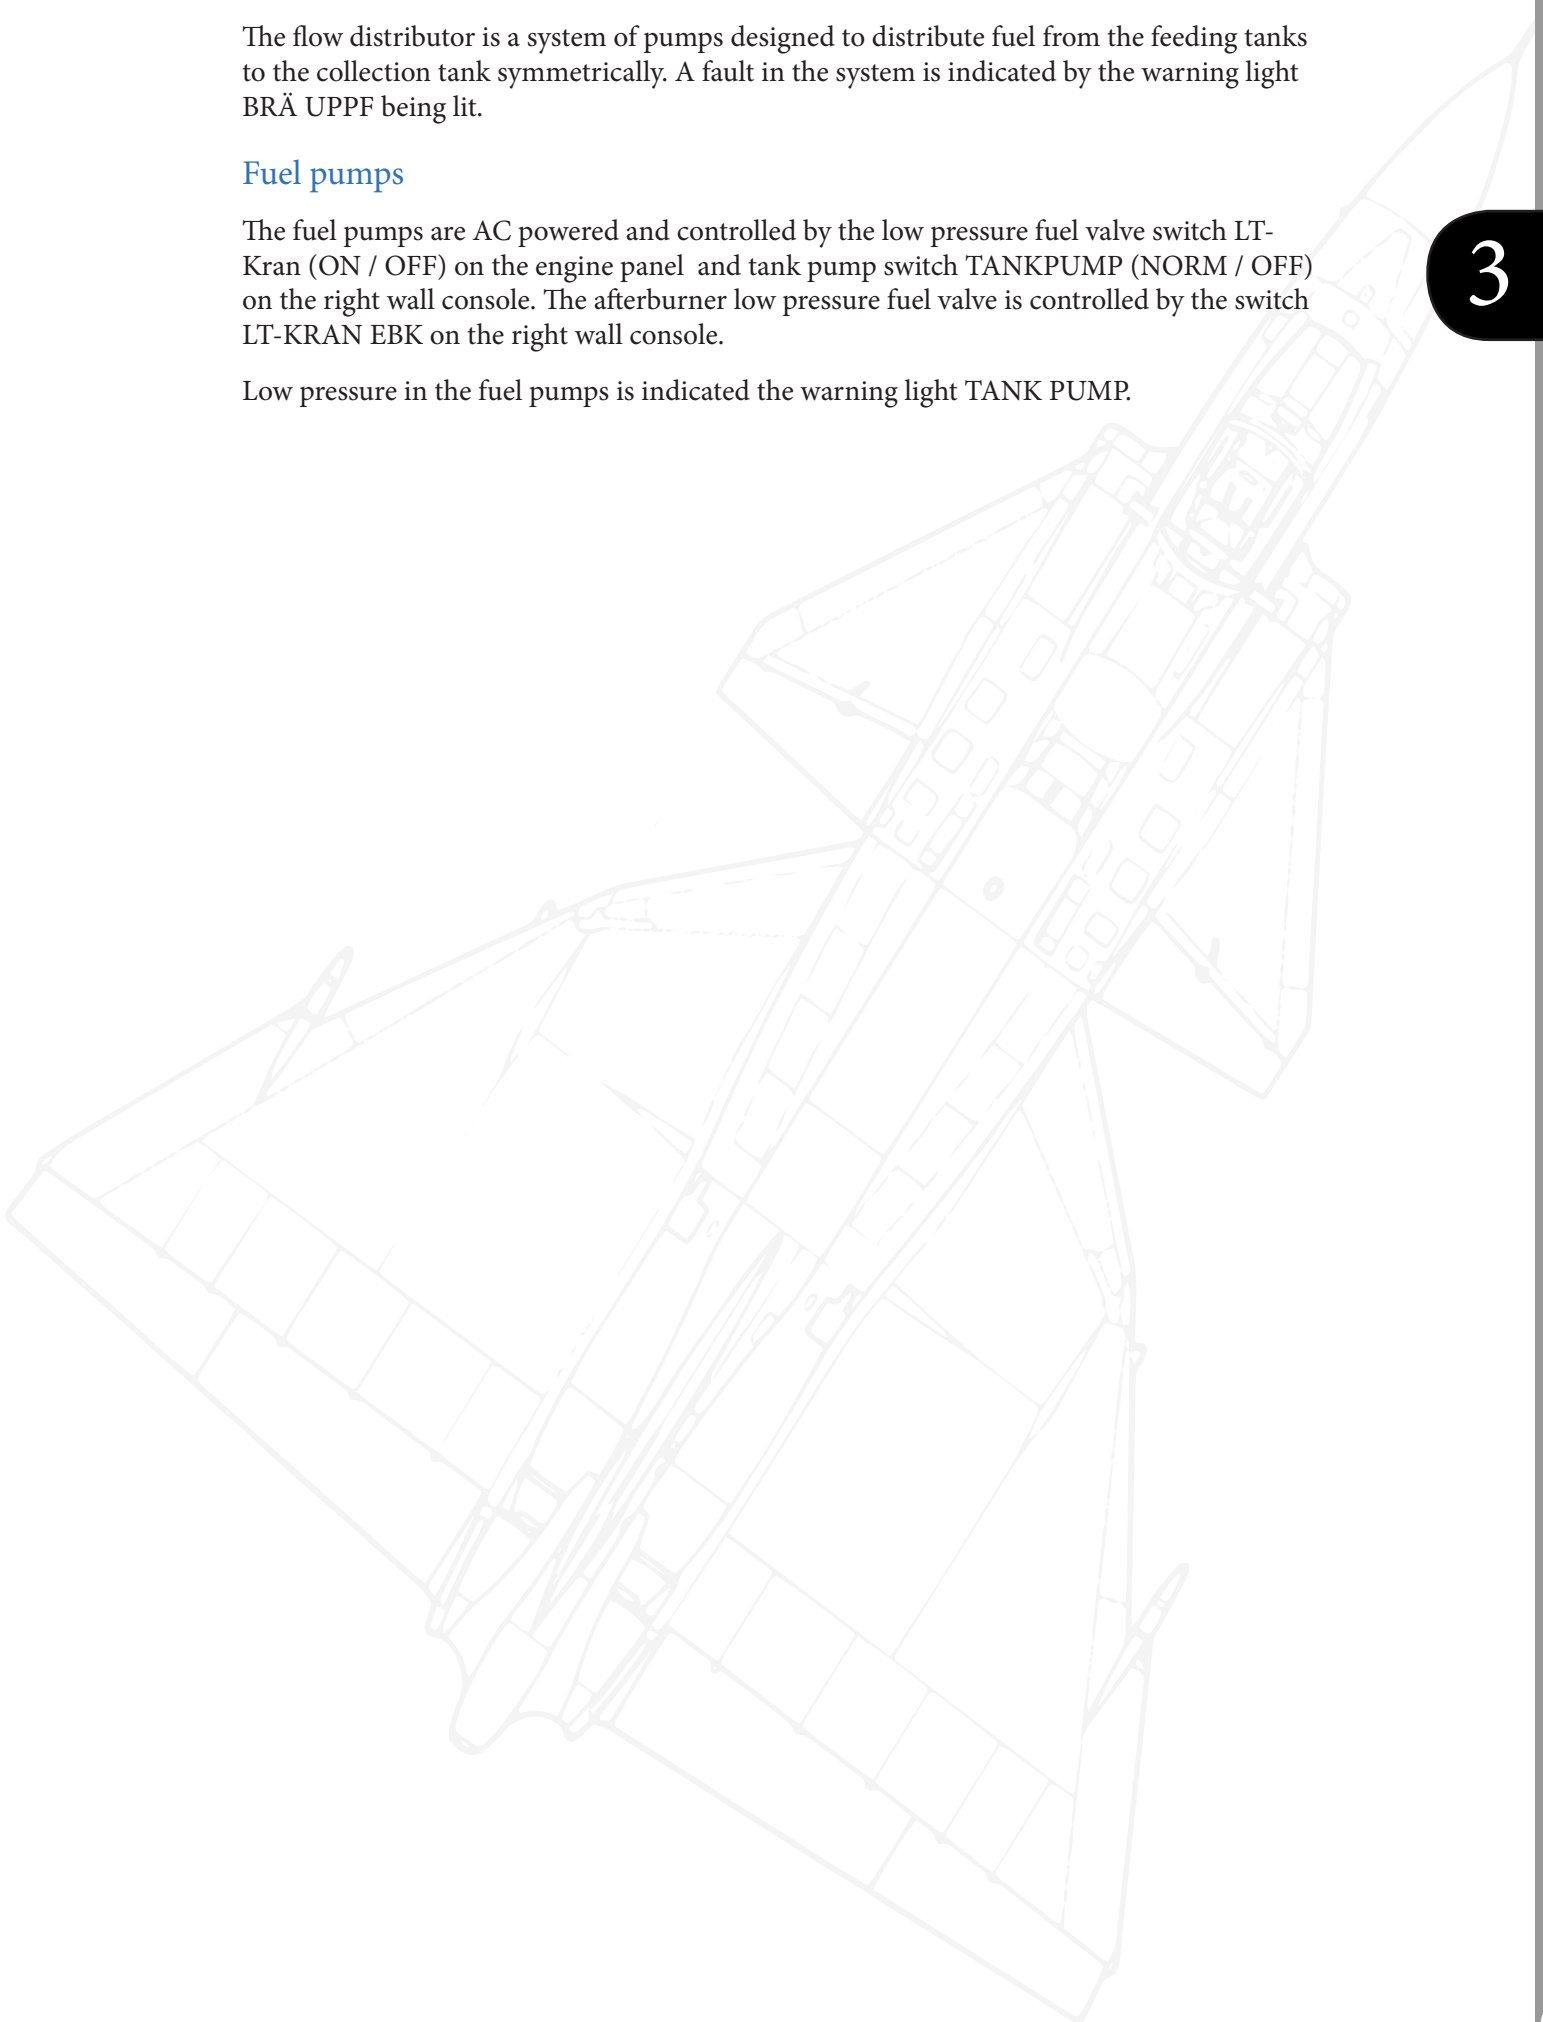 The flow distributor is a system of pumps designed to distribute fuel from the feeding tanks
to the collection tank symmetrically. A fault in the system is indicated by the warning light
BRÄ UPPF being lit.
Fuel pumps
The fuel pumps are AC powered and controlled by the low pressure fuel valve switch LT-
Kran (ON / OFF) on the engine panel and tank pump switch TANKPUMP (NORM / OFF)
on the right wall console. The afterburner low pressure fuel valve is controlled by the switch
LT-KRAN EBK on the right wall console.
Low pressure in the fuel pumps is indicated the warning light TANK PUMP.
3